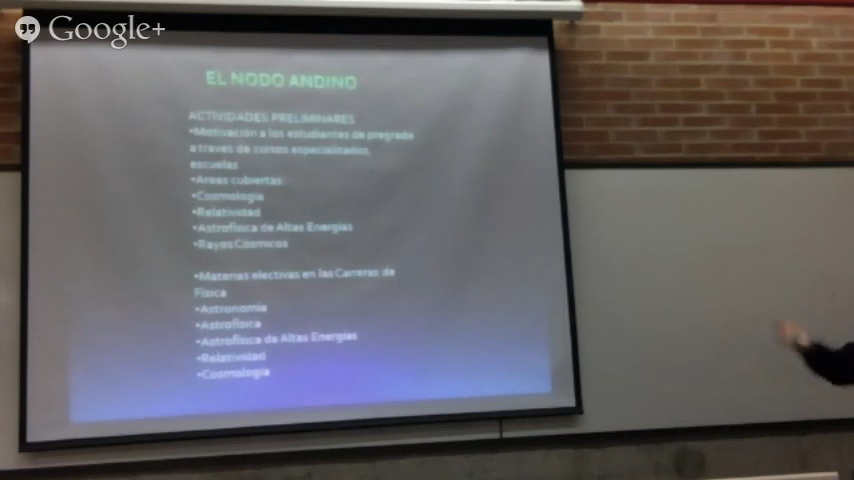 Google+
EL NODO ANDINO
ACTIVIDADES PRELIMINARES
•Motivación a los estudiantes de pregrado
a traves de cursos especializados,
escuelas
•Areas cubiertas:
•Cosmologia
•Relatividad
•Astrofisica de Altas Energias
•Rayos Cosmicos
•Materias electivas en las Carreras de
Fisica
•Astronomia
•Astrofisica
•Astrofisica de Altas Energias
•Relatividad
•Cosmologia